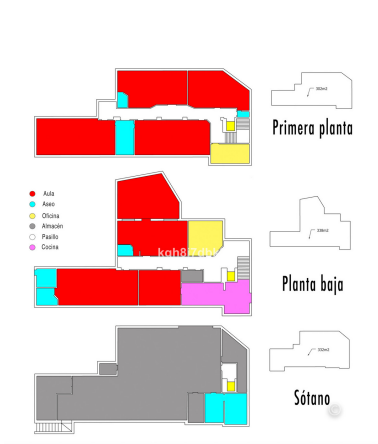 Primera planta
Aula
Aseo
Oficina
Almacén
Pasillo
Cocina
Planta baja
Sótano